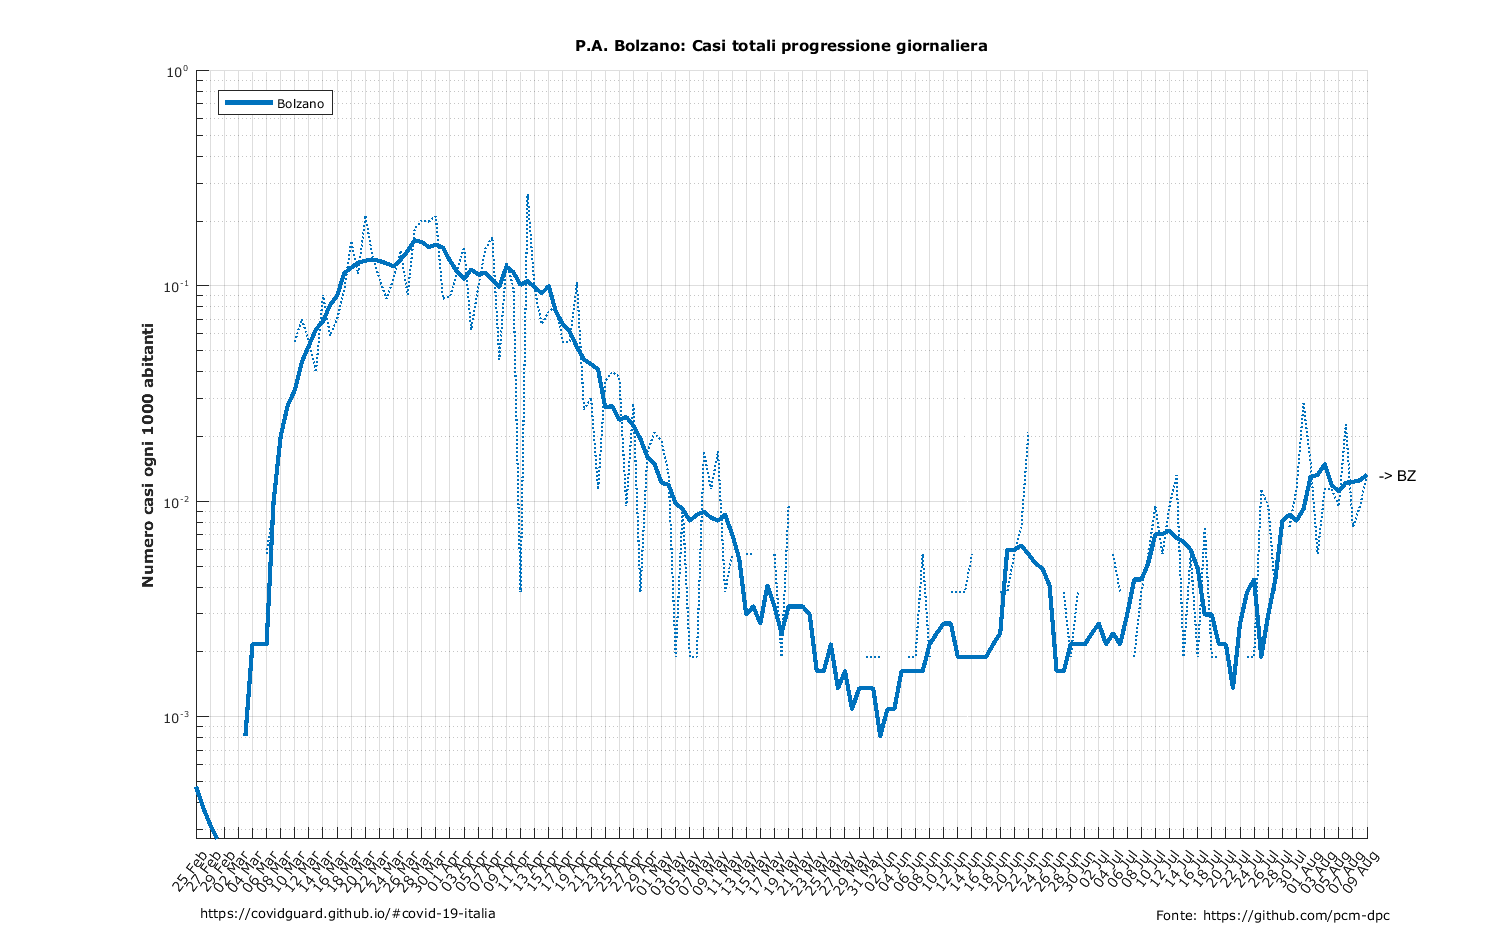 P.A. Bolzano: Casi totali progressione giornaliera
10^0
Bolzano
10^-1
Numero casi ogni 1000 abitanti
10^-2
-> BZ
10^-3
25 Feb
27 Feb
29 Feb
02 Mar
04 Mar
06 Mar
08 Mar
10 Mar
12 Mar
14 Mar
16 Mar
18 Mar
20 Mar
22 Mar
24 Mar
26 Mar
28 Mar
30 Mar
01 Apr
03 Apr
05 Apr
07 Apr
09 Apr
11 Apr
13 Apr
15 Apr
17 Apr
19 Apr
21 Apr
23 Apr
25 Apr
27 Apr
29 Apr
01 May
03 May
05 May
07 May
09 May
11 May
13 May
15 May
17 May
19 May
21 May
23 May
25 May
27 May
29 May
31 May
02 Jun
04 Jun
06 Jun
08 Jun
10 Jun
12 Jun
14 Jun
16 Jun
18 Jun
20 Jun
22 Jun
24 Jun
26 Jun
28 Jun
30 Jun
02 Jul
04 Jul
06 Jul
08 Jul
10 Jul
12 Jul
14 Jul
16 Jul
18 Jul
20 Jul
22 Jul
24 Jul
26 Jul
28 Jul
30 Jul
01 Aug
03 Aug
05 Aug
07 Aug
09 Aug
https://covidguard.github.io/#covid-19-italia
Fonte: https://github.com/pcm-dpc